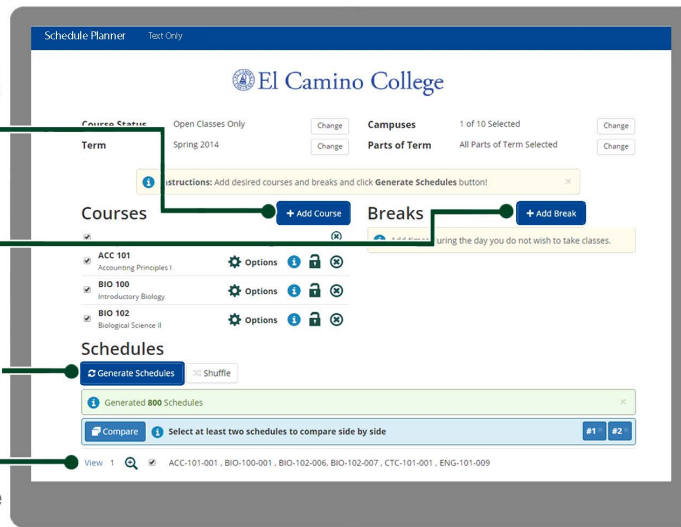 Schedule Planner Text Only
El Camino College
Course Status Open Classes Only Change Campuses 1 of 10 Selected Change
Term Spring 2014 Change Parts of Term All Parts of Term Selected Change
Instructions: Add desired courses and breaks and click Generate Schedules button!
Courses + Add Course Breaks + Add Break
Add times during the day you do not wish to take classes.
ACC 101 Options
Accounting Principles I
BIO 100 Options
Introductory Biology
BIO 102 Options
Biological Science II
Schedules
Generate Schedules Shuffle
Generated 800 Schedules
Compare Select at least two schedules to compare side by side #1 #2
View 1 ACC-101-001 , BIO-100-001 , BIO-102-006, BIO-102-007 , CTC-101-001 , ENG-101-009